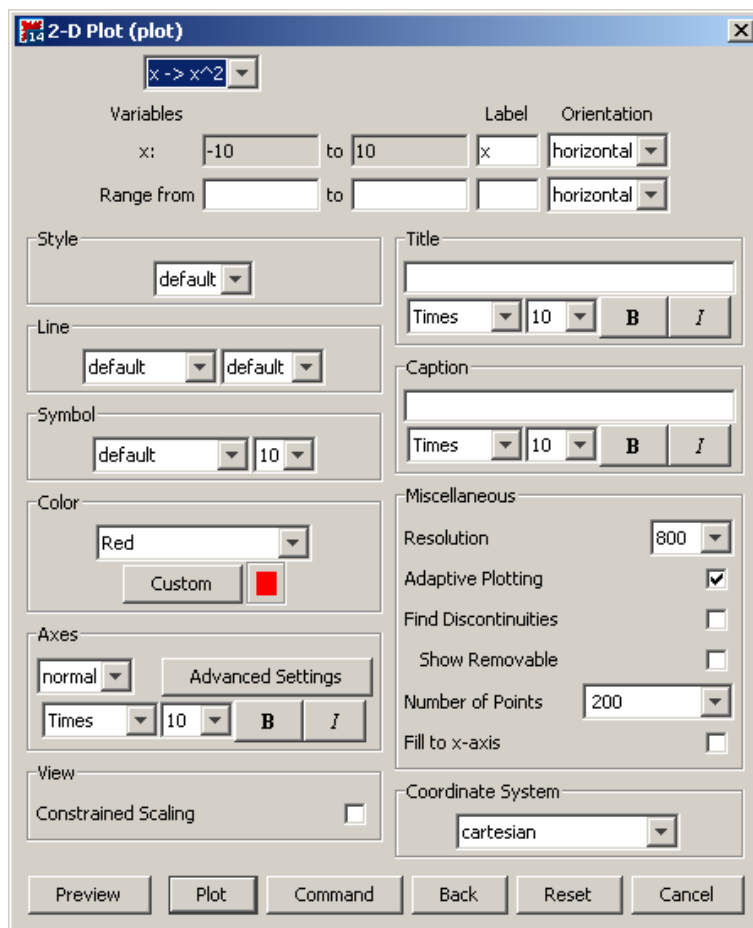 14 2-D Plot (plot)
x -> x^2
Variables Label Orientation
x: -10 to 10 x horizontal
Range from to horizontal
Style
default
Line
default default
Symbol
default 10
Color
Red
Custom
Axes
normal Advanced Settings
Times 10 B I
View
Constrained Scaling
Title
Times 10 B I
Caption
Times 10 B I
Miscellaneous
Resolution 800
Adaptive Plotting
Find Discontinuities
Show Removable
Number of Points 200
Fill to x-axis
Coordinate System
cartesian
Preview Plot Command Back Reset Cancel